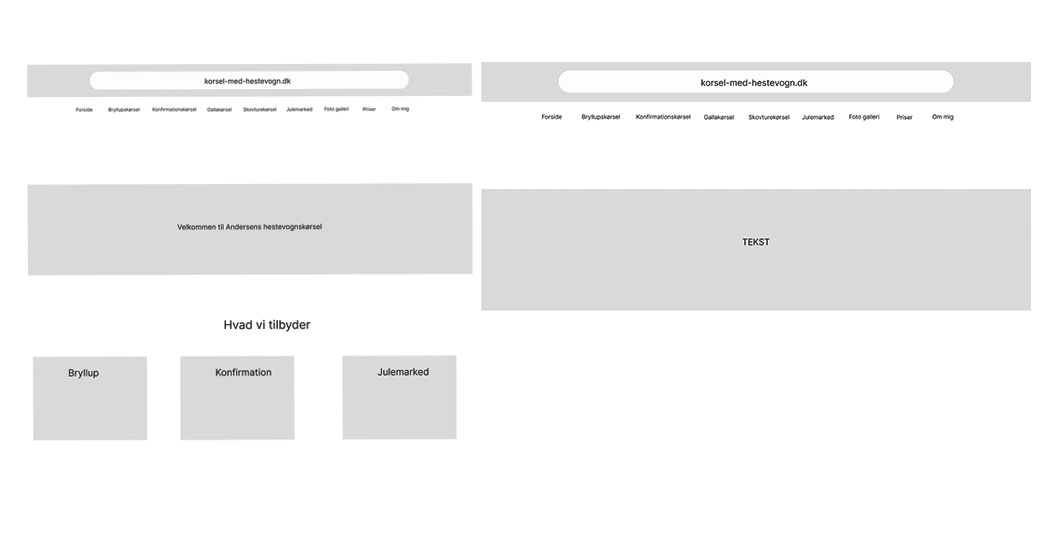 korsel-med-hestevogn.dk
Forside Bryllupskørsel Konfirmationskørsel Gallakørsel Skovturekørsel Julemarked Foto galleri Priser Om mig
Velkommen til Andersens hestevognskørsel
Hvad vi tilbyder
Bryllup Konfirmation Julemarked
korsel-med-hestevogn.dk
Forside Bryllupskørsel Konfirmationskørsel Gallakørsel Skovturekørsel Julemarked Foto galleri Priser Om mig
TEKST